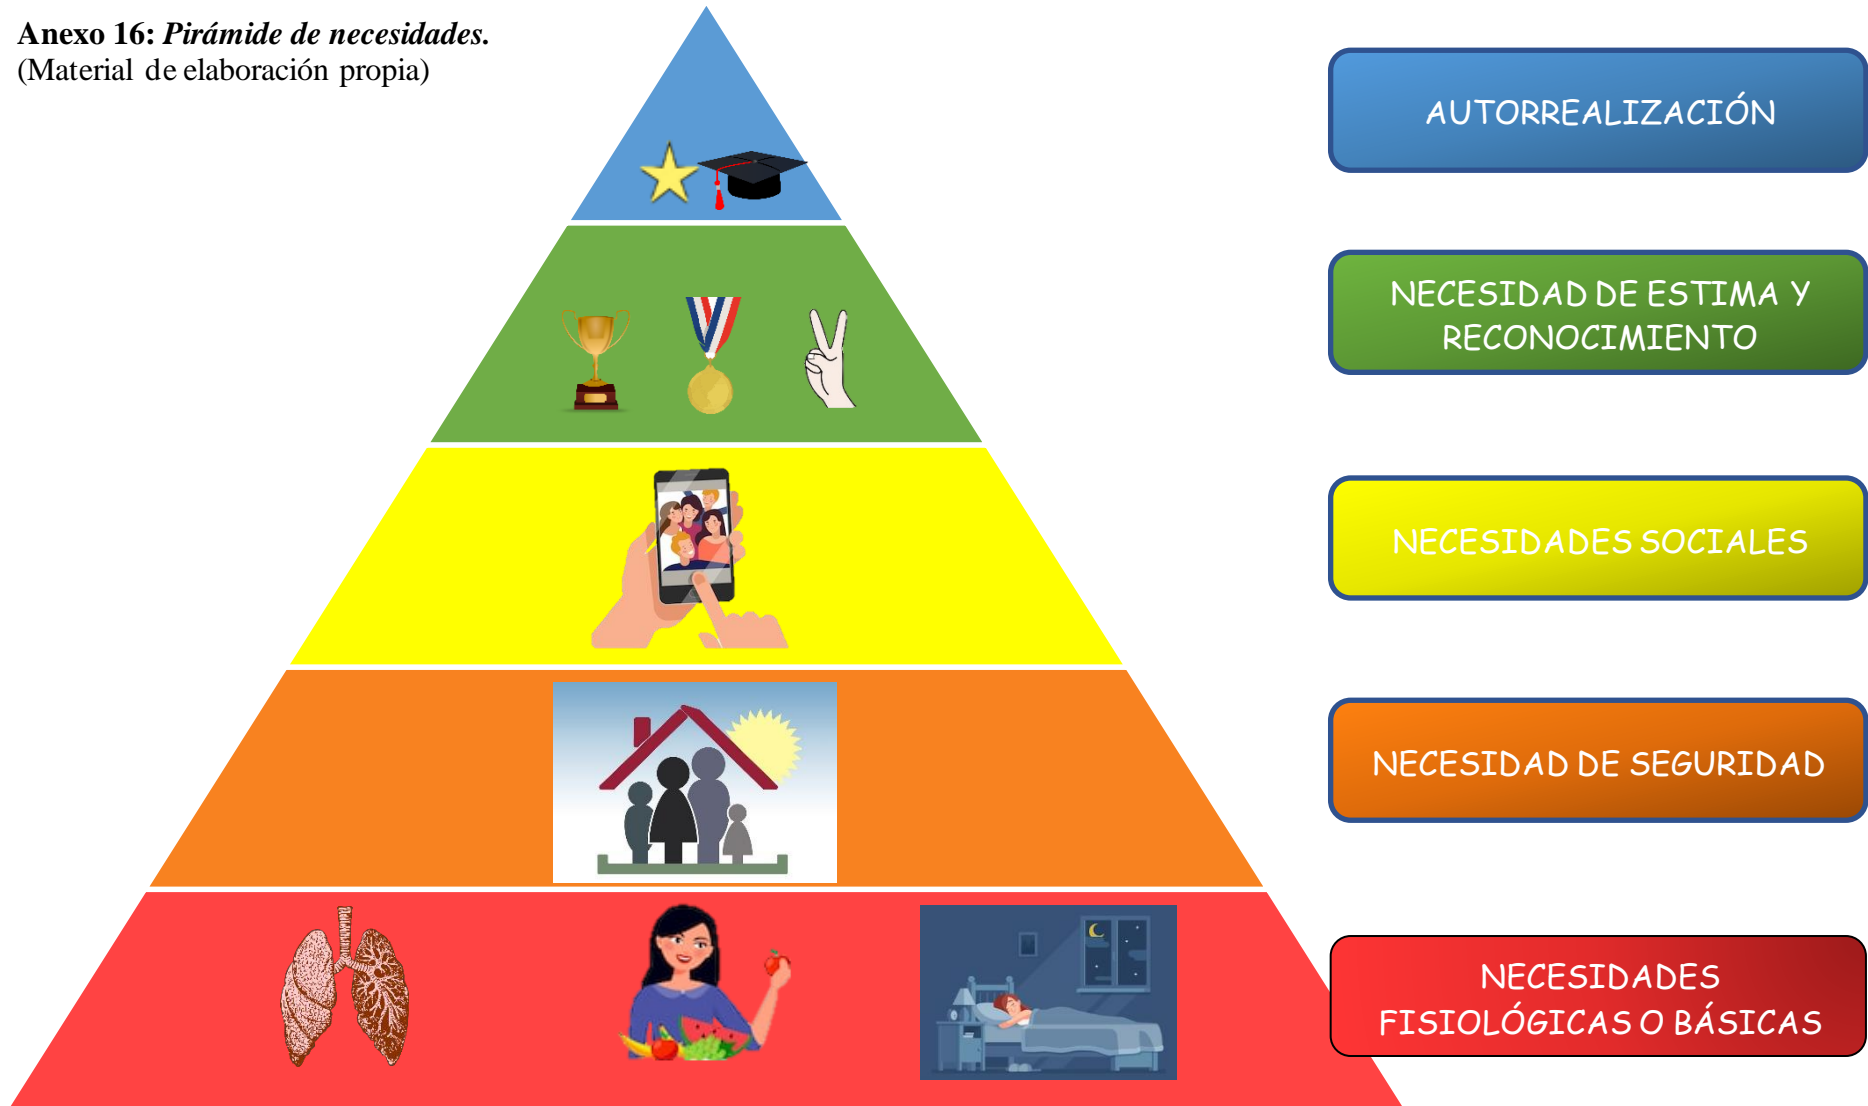 Anexo 16: Pirámide de necesidades.
(Material de elaboración propia)
AUTORREALIZACIÓN
NECESIDAD DE ESTIMA Y
RECONOCIMIENTO
NECESIDADES SOCIALES
NECESIDAD DE SEGURIDAD
NECESIDADES
FISIOLÓGICAS O BÁSICAS